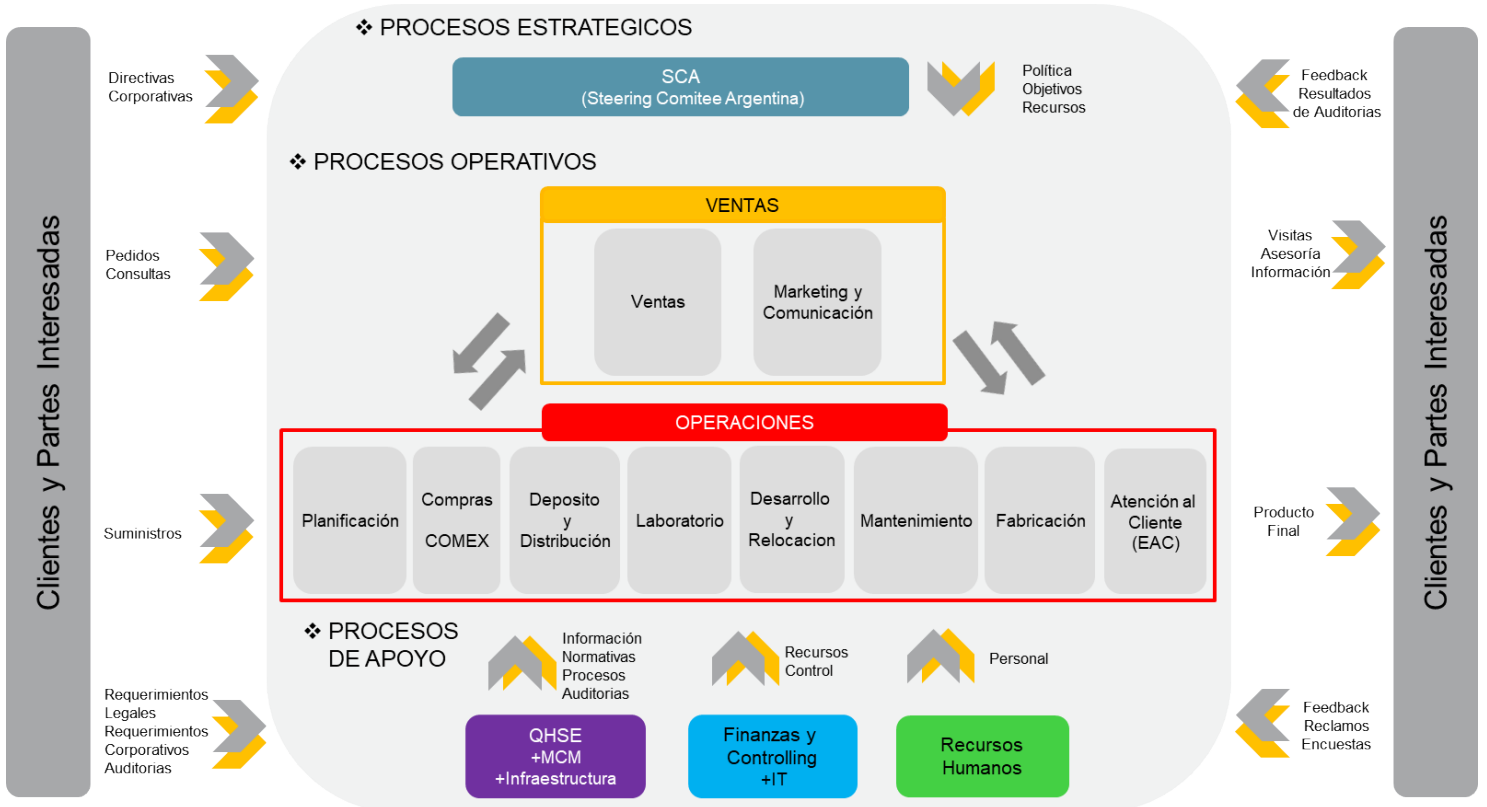 ❖ PROCESOS ESTRATEGICOS
SCA
(Steering Comitee Argentina)
Política
Objetivos
Recursos
Directivas
Corporativas
Feedback
Resultados
de Auditorias
Clientes y Partes Interesadas
Clientes y Partes Interesadas
❖ PROCESOS OPERATIVOS
VENTAS
Ventas
Marketing y
Comunicación
Pedidos
Consultas
Visitas
Asesoría
Información
OPERACIONES
Planificación
Compras
COMEX
Deposito
y
Distribución
Laboratorio
Desarrollo
y
Relocacion
Mantenimiento
Fabricación
Atención al
Cliente
(EAC)
Suministros
Producto
Final
❖ PROCESOS
DE APOYO
Información
Normativas
Procesos
Auditorias
Recursos
Control
Personal
Requerimientos
Legales
Requerimientos
Corporativos
Auditorias
QHSE
+MCM
+Infraestructura
Finanzas y
Controlling
+IT
Recursos
Humanos
Feedback
Reclamos
Encuestas